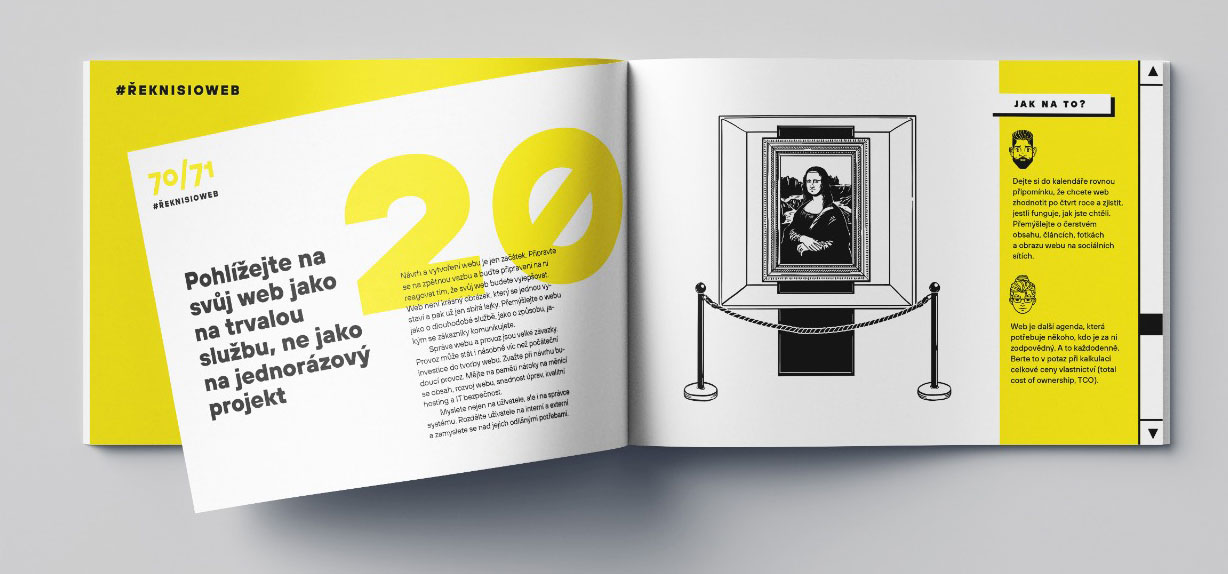 #ŘEKNISIOWEB
70/71
#ŘEKNISIOWEB
20
Pohlížejte na
svůj web jako
na trvalou
službu, ne jako
na jednorázový
projekt
Návrh a vytvoření webu je jen začátek. Připravte
se na zpětnou vazbu a buďte připraveni na ni
reagovat tím, že svůj web budete vylepšovat.
Web není krásný obrázek, který se jednou vy-
staví a pak už jen sbírá lajky. Přemýšlejte o webu
jako o dlouhodobé službě, jako o způsobu, ja-
kým se zákazníky komunikujete.
Správa webu a provoz jsou velké závazky.
Provoz může stát i násobně víc než počáteční
investice do tvorby webu. Zvažte při návrhu bu-
doucí provoz. Mějte na paměti nároky na měnící
se obsah, rozvoj webu, snadnost úprav, kvalitní
hosting a IT bezpečnost.
Myslete nejen na uživatele, ale i na správce
systému. Rozdělte uživatele na interní a externí
a zamyslete se nad jejich odlišnými potřebami.
JAK NA TO?
Dejte si do kalendáře rovnou
připomínku, že chcete web
zhodnotit po čtvrt roce a zjistit,
jestli funguje, jak jste chtěli.
Přemýšlejte o čerstvém
obsahu, článcích, fotkách
a obrazu webu na sociálních
sítích.
Web je další agenda, která
potřebuje někoho, kdo je za ni
zodpovědný. A to každodenně.
Berte to v potaz při kalkulaci
celkové ceny vlastnictví (total
cost of ownership, TCO).